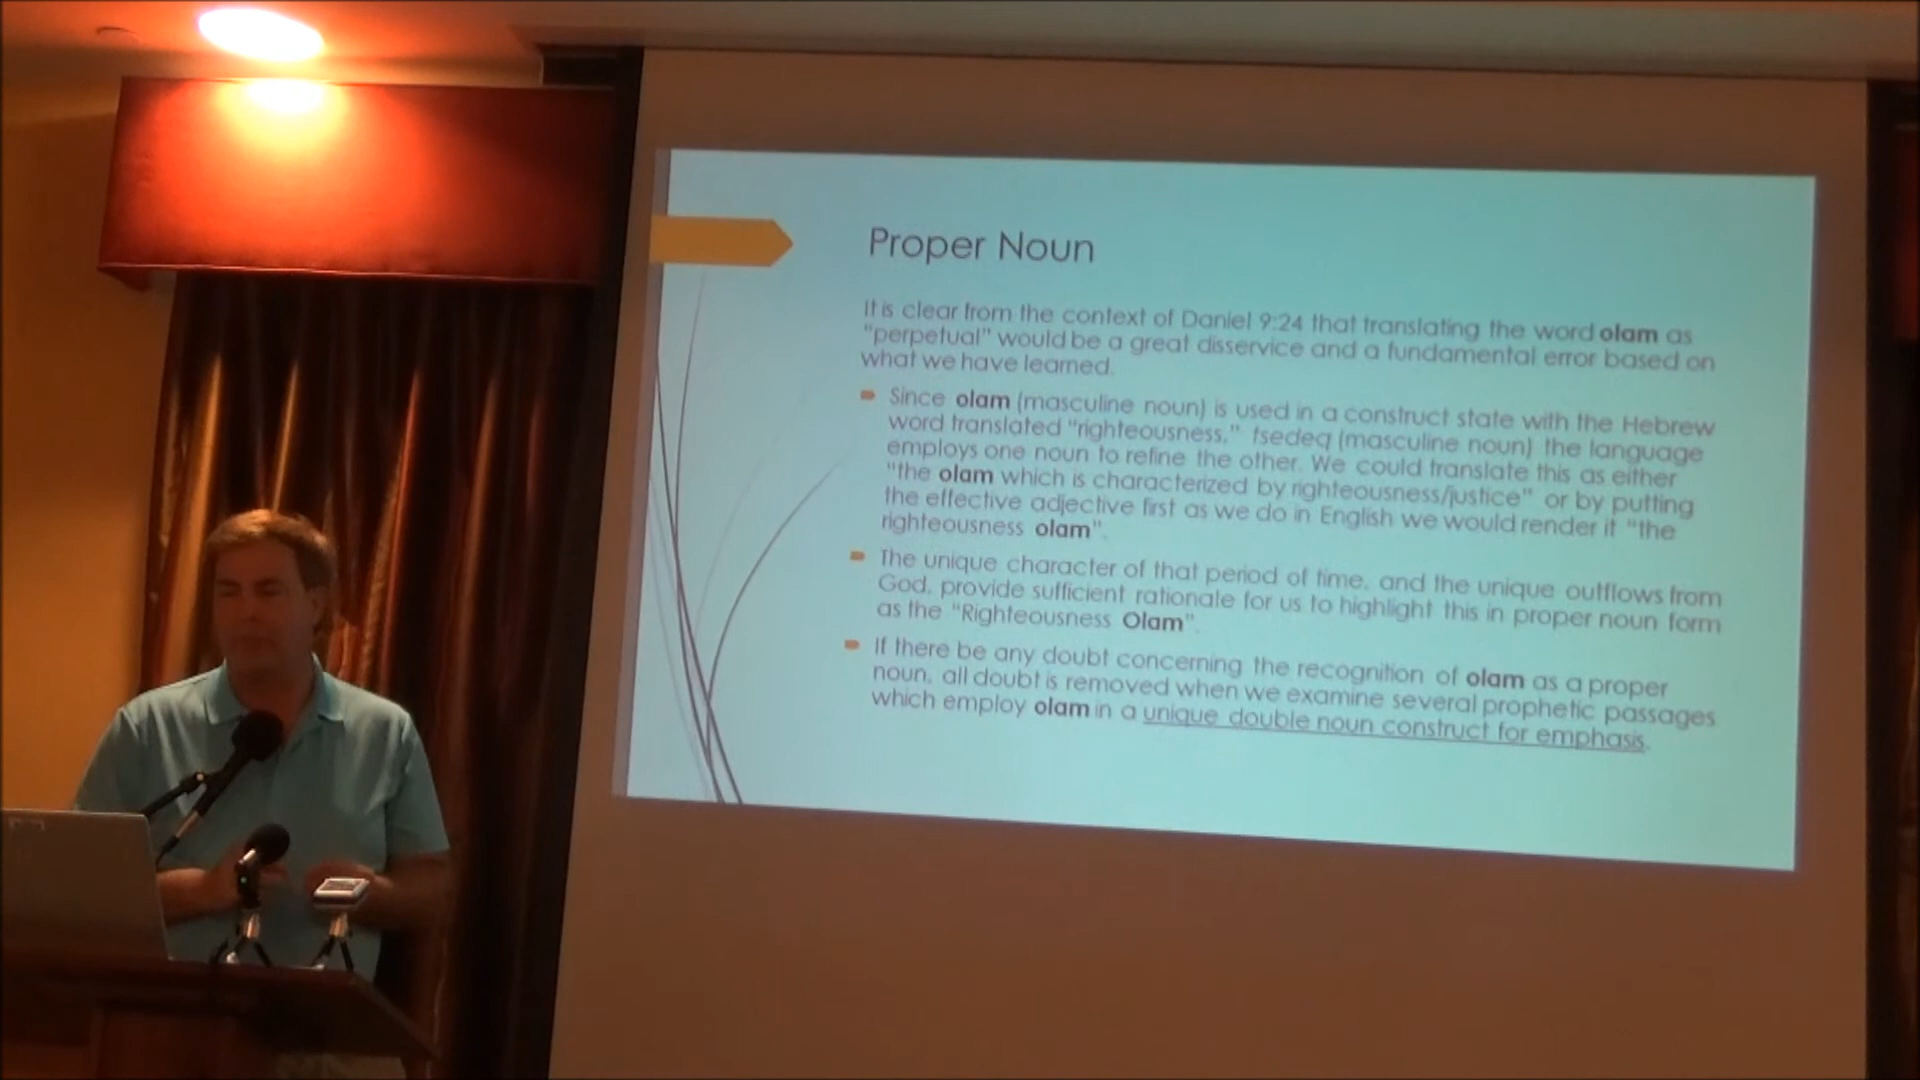 Proper Noun
It is clear from the context of Daniel 9:24 that translating the word olam as
"perpetual" would be a great disservice and a fundamental error based on
what we have learned.
Since olam (masculine noun) is used in a construct state with the Hebrew
word translated "righteousness," tsedeq (masculine noun) the language
employs one noun to refine the other. We could translate this as either
"the olam which is characterized by righteousness/justice" or by putting
the effective adjective first as we do in English we would render it "the
righteousness olam".
The unique character of that period of time, and the unique outflows from
God, provide sufficient rationale for us to highlight this in proper noun form
as the "Righteousness Olam".
If there be any doubt concerning the recognition of olam as a proper
noun, all doubt is removed when we examine several prophetic passages
which employ olam in a unique double noun construct for emphasis.